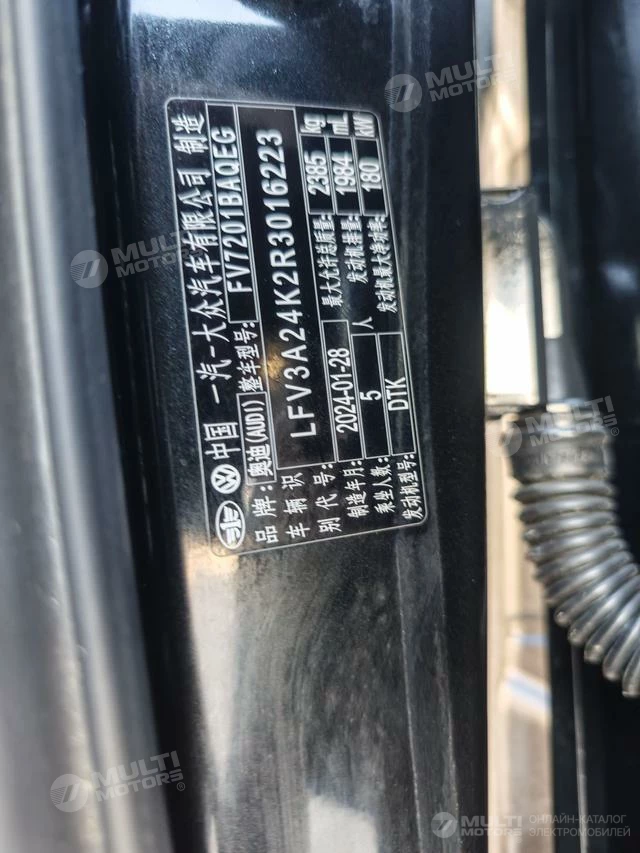 中国 一汽-大众汽车有限公司 制造
品牌: 奥迪(AUDI) 整车型号: FV7201BAQEG
车辆识别代号: LFV3A24K2R3016223
制造年月: 2024-01-28 最大允许总质量: 2385 kg
乘坐人数: 5 人 发动机排量: 1984 mL
发动机型号: DTK 发动机最大净功率: 180 kW
MULTI MOTORS
MULTI MOTORS
MULTI MOTORS
MULTI MOTORS
MULTI MOTORS ОНЛАЙН-КАТАЛОГ ЭЛЕКТРОМОБИЛЕЙ